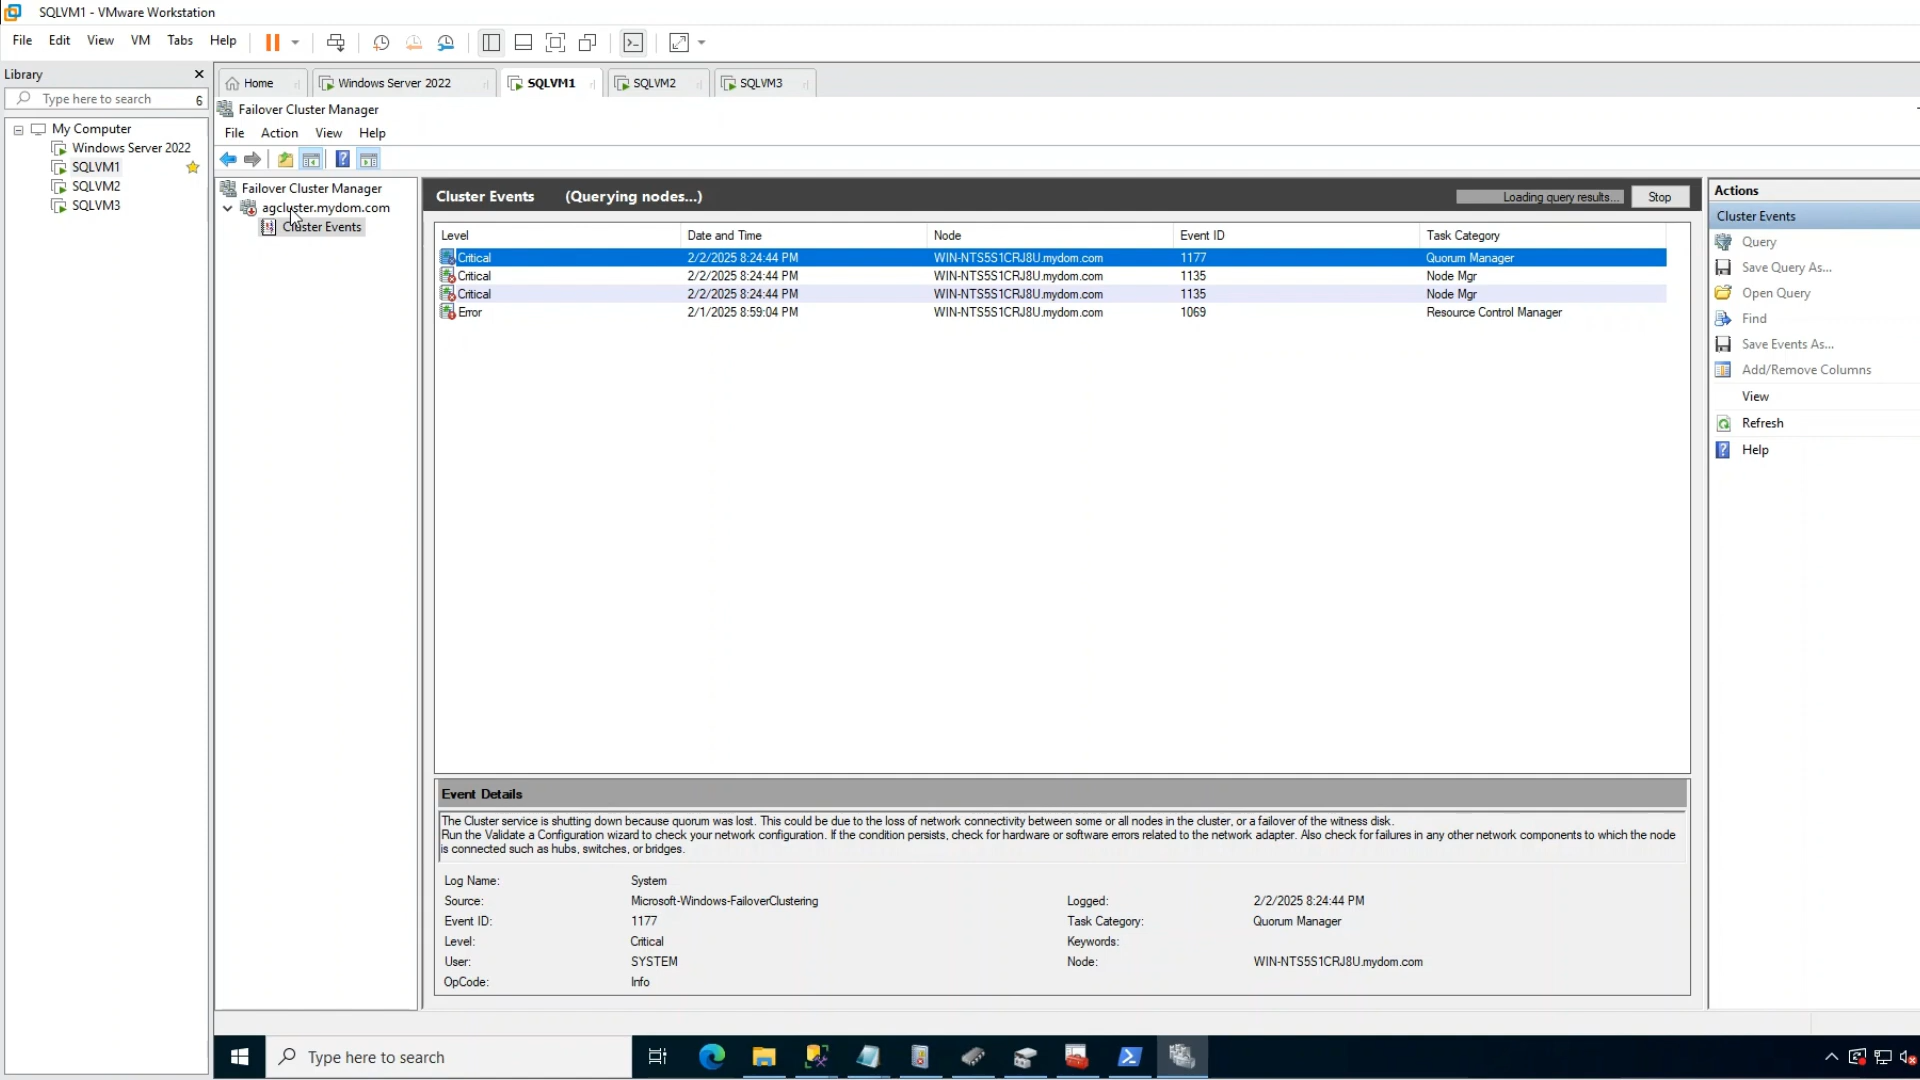 SQLVM1 - VMware Workstation
File Edit View VM Tabs Help
Library
Type here to search 6
My Computer
Windows Server 2022
SQLVM1
SQLVM2
SQLVM3
Home
Windows Server 2022
SQLVM1
SQLVM2
SQLVM3
Failover Cluster Manager
File Action View Help
Failover Cluster Manager
agcluster.mydom.com
Cluster Events
Cluster Events (Querying nodes...)
Loading query results...
Stop
Level Date and Time Node Event ID Task Category
Critical 2/2/2025 8:24:44 PM WIN-NTS5S1CRJ8U.mydom.com 1177 Quorum Manager
Critical 2/2/2025 8:24:44 PM WIN-NTS5S1CRJ8U.mydom.com 1135 Node Mgr
Critical 2/2/2025 8:24:44 PM WIN-NTS5S1CRJ8U.mydom.com 1135 Node Mgr
Error 2/1/2025 8:59:04 PM WIN-NTS5S1CRJ8U.mydom.com 1069 Resource Control Manager
Event Details
The Cluster service is shutting down because quorum was lost. This could be due to the loss of network connectivity between some or all nodes in the cluster, or a failover of the witness disk.
Run the Validate a Configuration wizard to check your network configuration. If the condition persists, check for hardware or software errors related to the network adapter. Also check for failures in any other network components to which the node
is connected such as hubs, switches, or bridges.
Log Name: System
Source: Microsoft-Windows-FailoverClustering Logged: 2/2/2025 8:24:44 PM
Event ID: 1177 Task Category: Quorum Manager
Level: Critical Keywords:
User: SYSTEM Node: WIN-NTS5S1CRJ8U.mydom.com
OpCode: Info
Actions
Cluster Events
Query
Save Query As...
Open Query
Find
Save Events As...
Add/Remove Columns
View
Refresh
Help
Type here to search